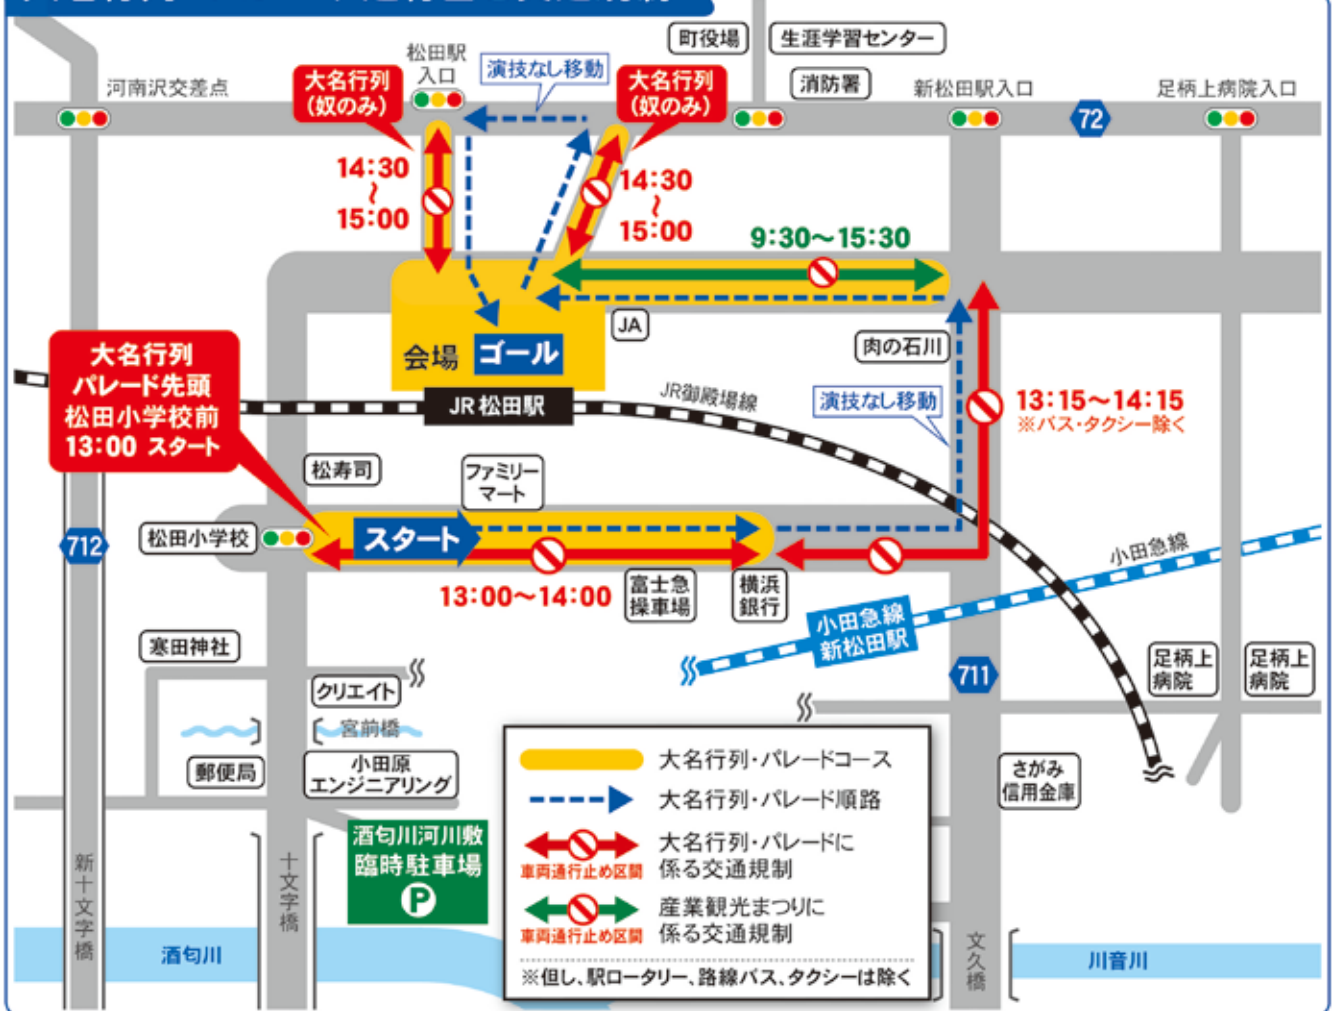 町役場
生涯学習センター
松田駅
入口
演技なし移動
大名行列
(奴のみ)
大名行列
(奴のみ)
消防署
河南沢交差点
新松田駅入口
足柄上病院入口
72
14:30
〜
15:00
14:30
〜
15:00
9:30〜15:30
JA
肉の石川
会場
ゴール
大名行列
パレード先頭
松田小学校前
13:00 スタート
JR松田駅
JR御殿場線
演技なし移動
13:15〜14:15
※バス・タクシー除く
松寿司
ファミリー
マート
712
松田小学校
スタート
13:00〜14:00
富士急
操車場
横浜
銀行
小田急線
小田急線
新松田駅
寒田神社
クリエイト
711
足柄上
病院
足柄上
病院
宮前橋
郵便局
小田原
エンジニアリング
さがみ
信用金庫
酒匂川河川敷
臨時駐車場
P
新十文字橋
十文字橋
酒匂川
文久橋
川音川
大名行列・パレードコース
大名行列・パレード順路
車両通行止め区間
大名行列・パレードに
係る交通規制
車両通行止め区間
産業観光まつりに
係る交通規制
※但し、駅ロータリー、路線バス、タクシーは除く